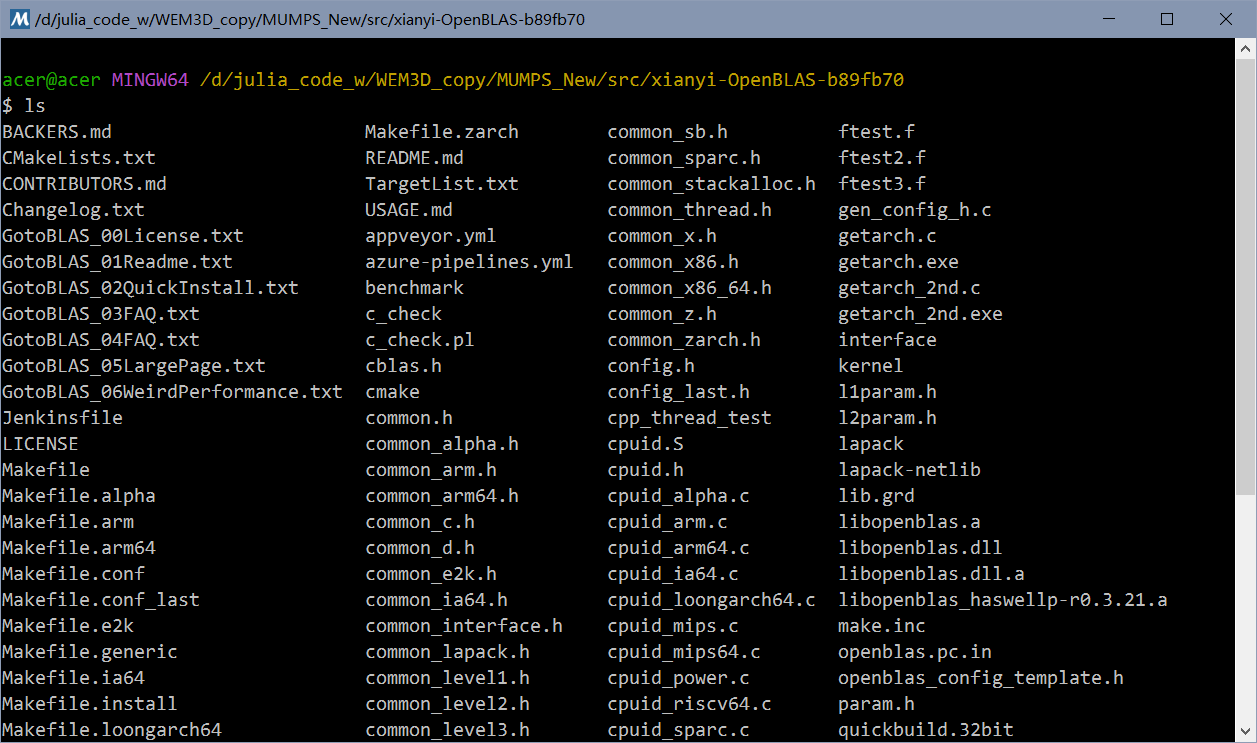 /d/julia_code_w/WEM3D_copy/MUMPS_New/src/xianyi-OpenBLAS-b89fb70
acer@acer MINGW64 /d/julia_code_w/WEM3D_copy/MUMPS_New/src/xianyi-OpenBLAS-b89fb70
$ ls
BACKERS.md Makefile.zarch common_sb.h ftest.f
CMakeLists.txt README.md common_sparc.h ftest2.f
CONTRIBUTORS.md TargetList.txt common_stackalloc.h ftest3.f
Changelog.txt USAGE.md common_thread.h gen_config_h.c
GotoBLAS_00License.txt appveyor.yml common_x.h getarch.c
GotoBLAS_01Readme.txt azure-pipelines.yml common_x86.h getarch.exe
GotoBLAS_02QuickInstall.txt benchmark common_x86_64.h getarch_2nd.c
GotoBLAS_03FAQ.txt c_check common_z.h getarch_2nd.exe
GotoBLAS_04FAQ.txt c_check.pl common_zarch.h interface
GotoBLAS_05LargePage.txt cblas.h config.h kernel
GotoBLAS_06WeirdPerformance.txt cmake config_last.h l1param.h
Jenkinsfile common.h cpp_thread_test l2param.h
LICENSE common_alpha.h cpuid.S lapack
Makefile common_arm.h cpuid.h lapack-netlib
Makefile.alpha common_arm64.h cpuid_alpha.c lib.grd
Makefile.arm common_c.h cpuid_arm.c libopenblas.a
Makefile.arm64 common_d.h cpuid_arm64.c libopenblas.dll
Makefile.conf common_e2k.h cpuid_ia64.c libopenblas.dll.a
Makefile.conf_last common_ia64.h cpuid_loongarch64.c libopenblas_haswellp-r0.3.21.a
Makefile.e2k common_interface.h cpuid_mips.c make.inc
Makefile.generic common_lapack.h cpuid_mips64.c openblas.pc.in
Makefile.ia64 common_level1.h cpuid_power.c openblas_config_template.h
Makefile.install common_level2.h cpuid_riscv64.c param.h
Makefile.loongarch64 common_level3.h cpuid_sparc.c quickbuild.32bit